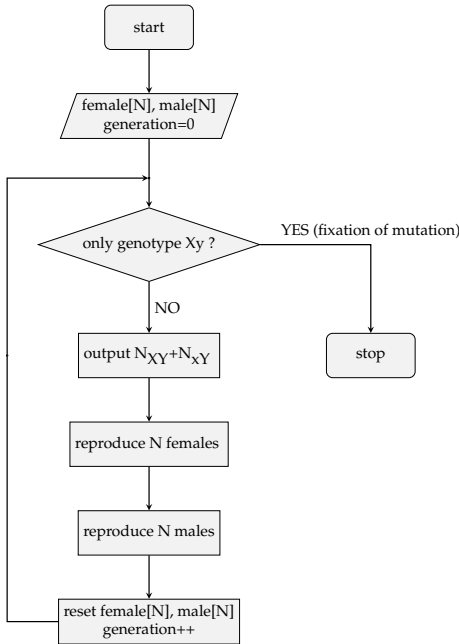 start
female[N], male[N]
generation=0
only genotype Xy ?
YES (fixation of mutation)
NO
output N_XY+N_xY
stop
reproduce N females
reproduce N males
reset female[N], male[N]
generation++